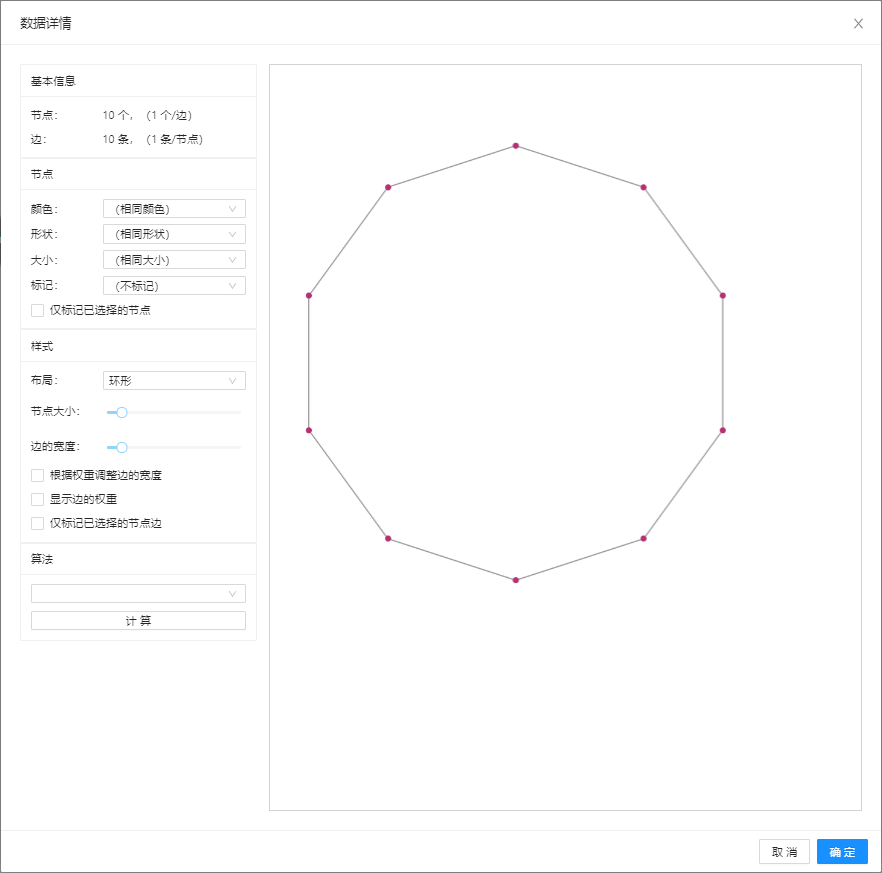 数据详情
基本信息
节点： 10 个， (1 个/边)
边： 10 条， (1 条/节点)
节点
颜色： (相同颜色)
形状： (相同形状)
大小： (相同大小)
标记： (不标记)
仅标记已选择的节点
样式
布局： 环形
节点大小：
边的宽度：
根据权重调整边的宽度
显示边的权重
仅标记已选择的节点边
算法
计 算
取 消 确 定